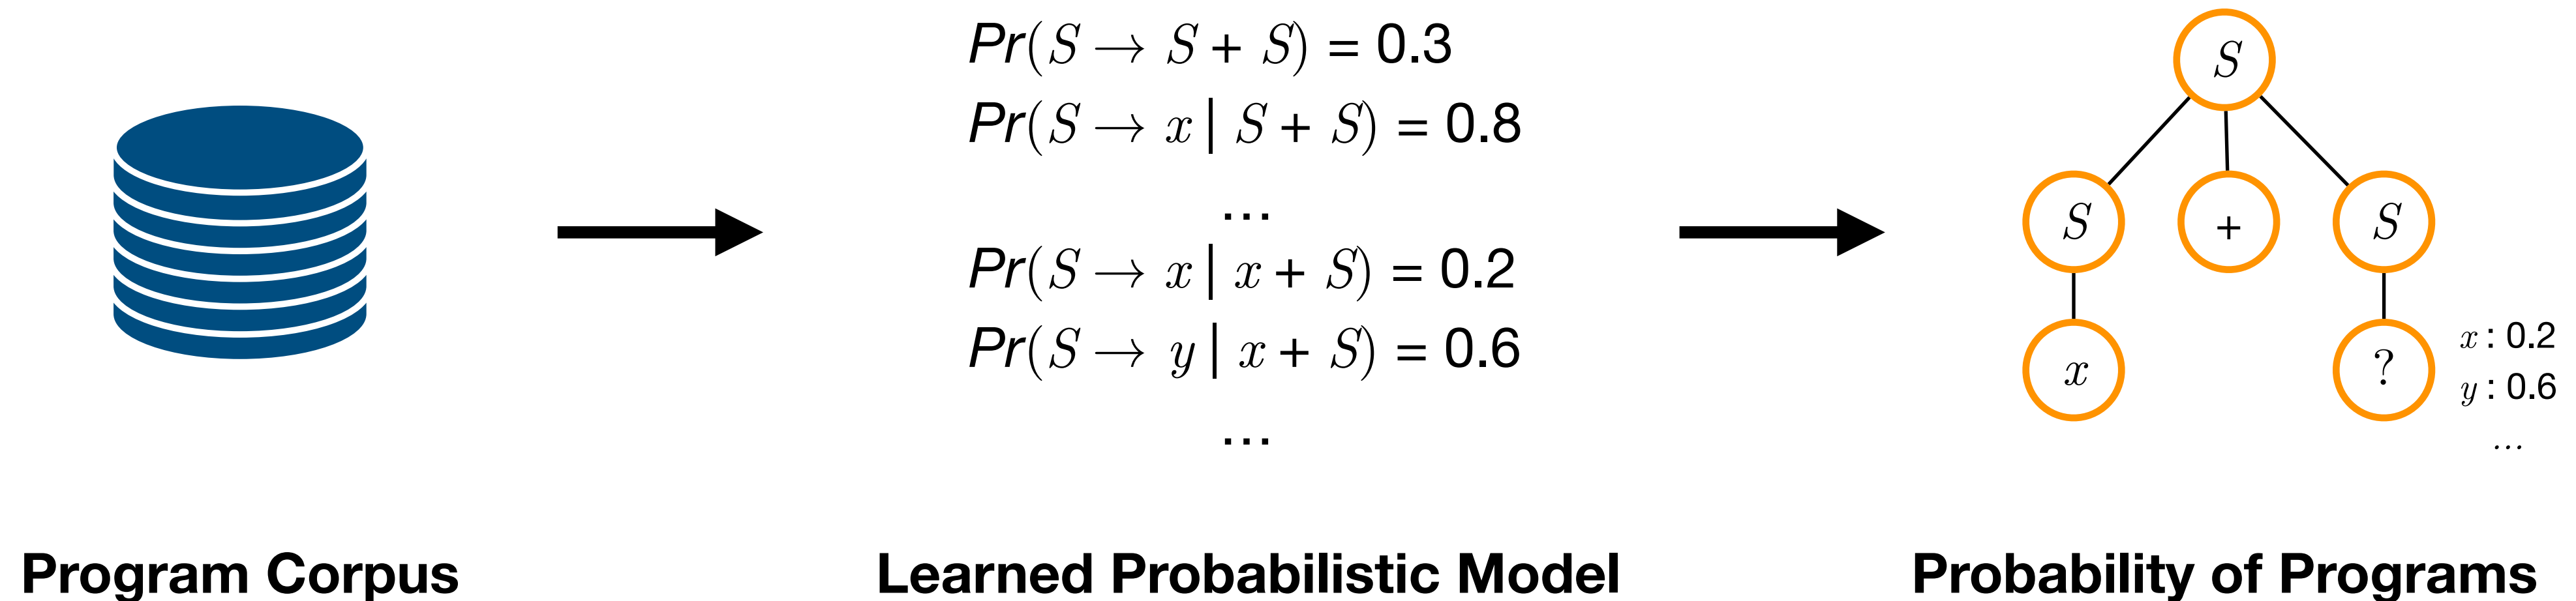 Pr(S → S + S) = 0.3
Pr(S → x | S + S) = 0.8
...
Pr(S → x | x + S) = 0.2
Pr(S → y | x + S) = 0.6
...
S
S + S
x ?
x : 0.2
y : 0.6
...
Program Corpus
Learned Probabilistic Model
Probability of Programs